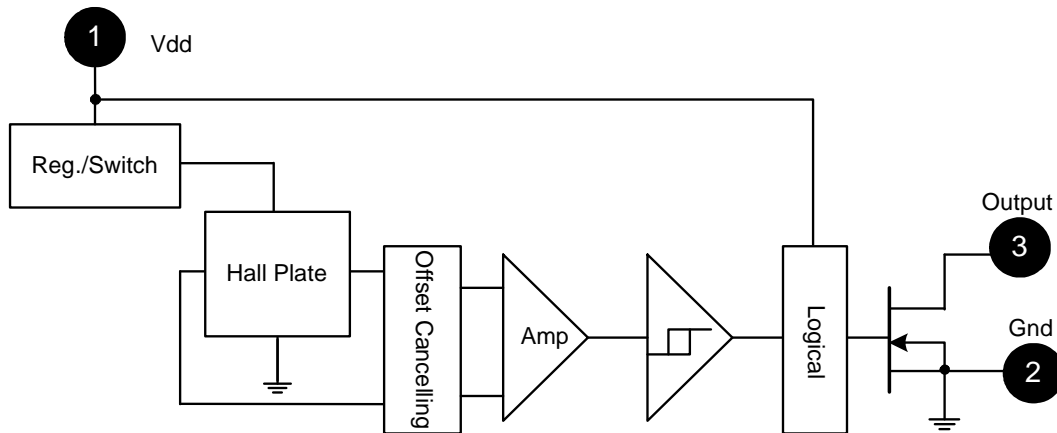 1
Vdd
Reg./Switch
Hall Plate
Offset Cancelling
Amp
Logical
Output
3
Gnd
2